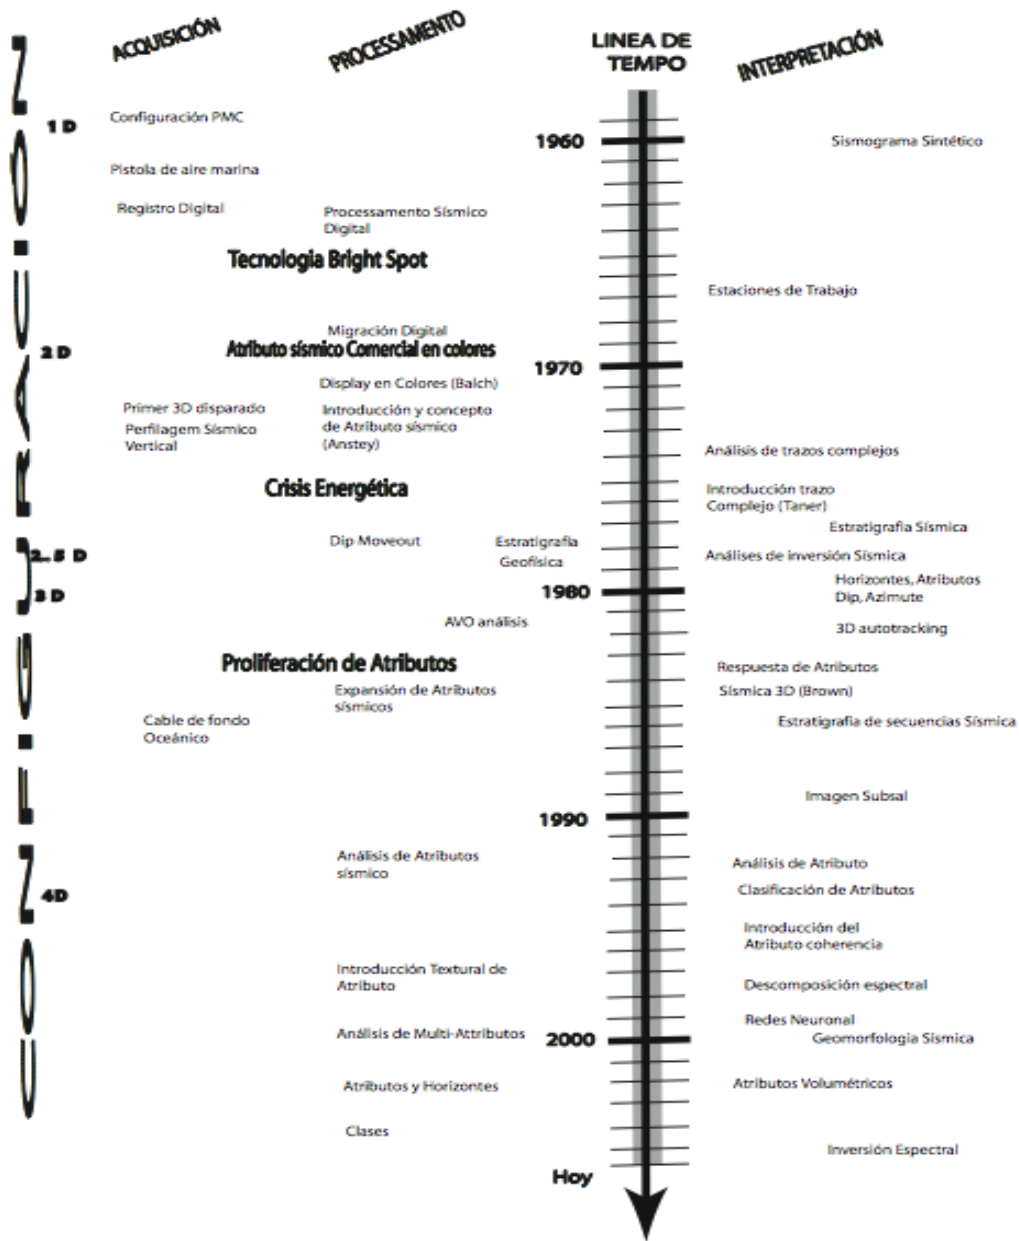 ACQUISICIÓN
PROCESSAMENTO
LINEA DE
TEMPO
INTERPRETACIÓN
CONFIGURACION
1 D
Configuración PMC
1960
Sismograma Sintético
Pistola de aire marina
Registro Digital
Processamento Sísmico
Digital
Tecnologia Bright Spot
Estaciones de Trabajo
Migración Digital
2 D
Atributo sísmico Comercial en colores
1970
Display en Colores (Balch)
Primer 3D disparado
Perfilagem Sísmico
Vertical
Introducción y concepto
de Atributo sísmico
(Anstey)
Análisis de trazos complejos
Crisis Energética
Introducción trazo
Complejo (Taner)
Estratigrafia Sísmica
Dip Moveout
Estratigrafia
Geofísica
2.5 D
Análises de inversión Sísmica
3 D
1980
Horizontes, Atributos
Dip, Azimute
AVO análisis
3D autotracking
Proliferación de Atributos
Respuesta de Atributos
Sísmica 3D (Brown)
Expansión de Atributos
sísmicos
Cable de fondo
Oceánico
Estratigrafia de secuencias Sísmica
Imagen Subsal
1990
Análisis de Atributos
sísmico
Análisis de Atributo
4D
Clasificación de Atributos
Introducción del
Atributo coherencia
Introducción Textural de
Atributo
Descomposición espectral
Redes Neuronal
Análisis de Multi-Attributos
2000
Geomorfologia Sísmica
Atributos y Horizontes
Atributos Volumétricos
Clases
Inversión Espectral
Hoy